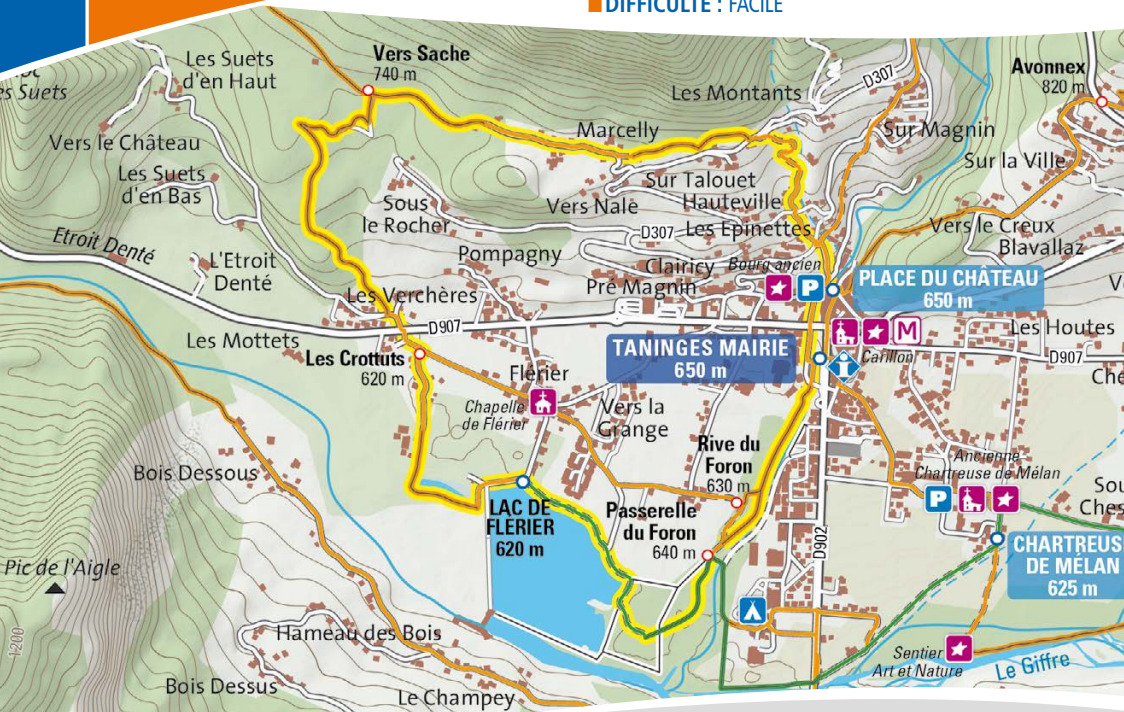 DIFFICULTÉ : FACILE
Les Suets
d'en Haut
Vers Sache
740 m
D307
Avonnex
820 m
es Suets
Les Montants
Vers le Château
Marcelly
Sur Magnin
Sur la Ville
Les Suets
d'en Bas
Sur Talouet
Hauteville
Sous
le Rocher
Vers Nale
D307
Les Epinettes
Vers le Creux
Blavallaz
Etroit Denté
L'Etroit
Denté
Pompagny
Clairicy
Bourg ancien
Pré Magnin
P
PLACE DU CHÂTEAU
650 m
Les Verchères
D907
Les Mottets
TANINGES MAIRIE
650 m
M
Carillon
Les Houtes
D907
Les Crottuts
620 m
Flérier
Chapelle
de Flérier
Vers la
Grange
Rive du
Foron
630 m
Ancienne
Chartreuse de Mélan
P
Bois Dessous
LAC DE
FLÉRIER
620 m
Passerelle
du Foron
640 m
D902
CHARTREUS
DE MÉLAN
625 m
Pic de l'Aigle
1200
Hameau des Bois
Bois Dessus
Le Champey
Sentier
Art et Nature
Le Giffre